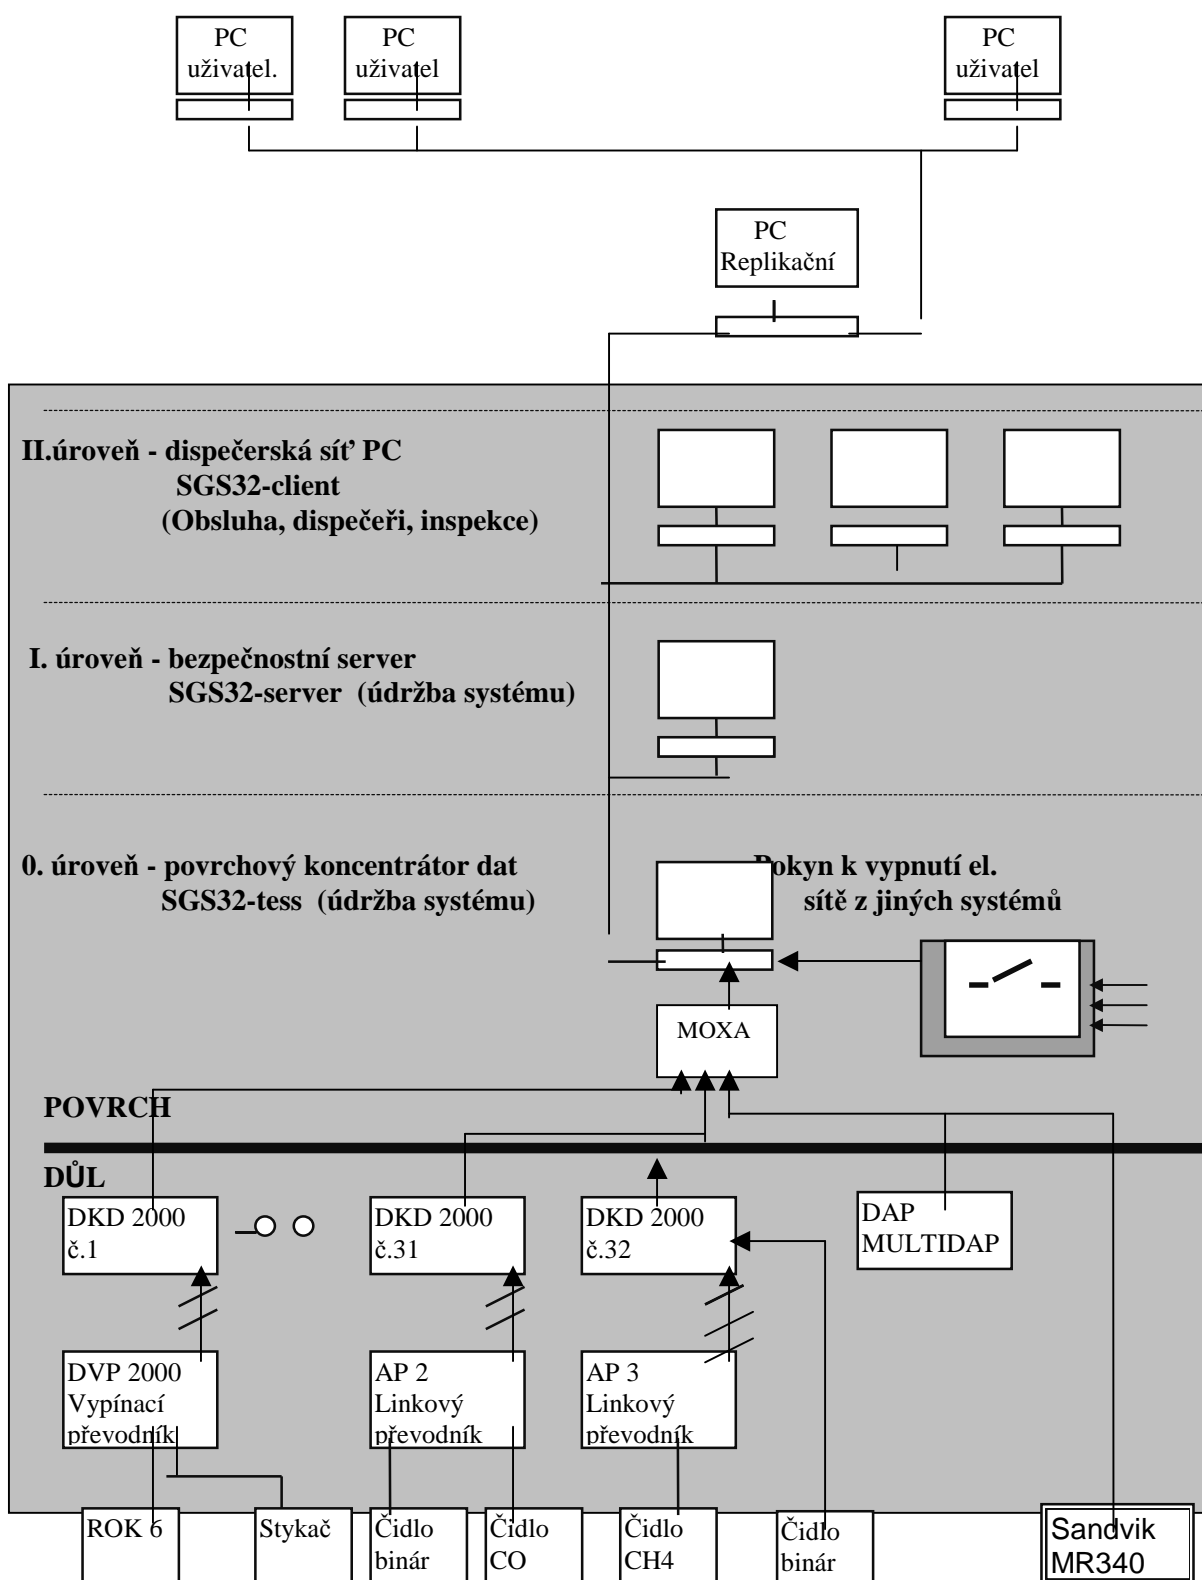 PC
uživatel.
PC
uživatel
PC
uživatel
PC
Replikační
II.úroveň - dispečerská síť PC
SGS32-client
(Obsluha, dispečeři, inspekce)
I. úroveň - bezpečnostní server
SGS32-server (údržba systému)
0. úroveň - povrchový koncentrátor dat
SGS32-tess (údržba systému)
Pokyn k vypnutí el.
sítě z jiných systémů
MOXA
POVRCH
DŮL
DKD 2000
č.1
DKD 2000
č.31
DKD 2000
č.32
DAP
MULTIDAP
DVP 2000
Vypínací
převodník
AP 2
Linkový
převodník
AP 3
Linkový
převodník
ROK 6
Stykač
Čidlo
binár
Čidlo
CO
Čidlo
CH4
Čidlo
binár
Sandvik
MR340